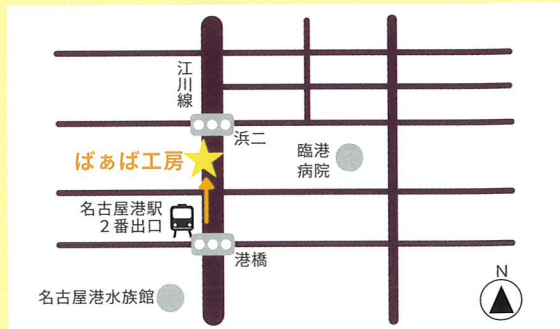 江川線
浜二
ばぁば工房
臨港
病院
名古屋港駅
２番出口
港橋
名古屋港水族館
N